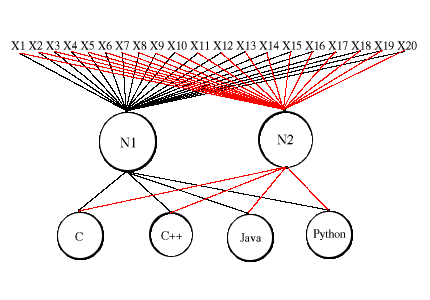 X1 X2 X3 X4 X5 X6 X7 X8 X9 X10 X11 X12 X13 X14 X15 X16 X17 X18 X19 X20
N1 N2
C C++ Java Python